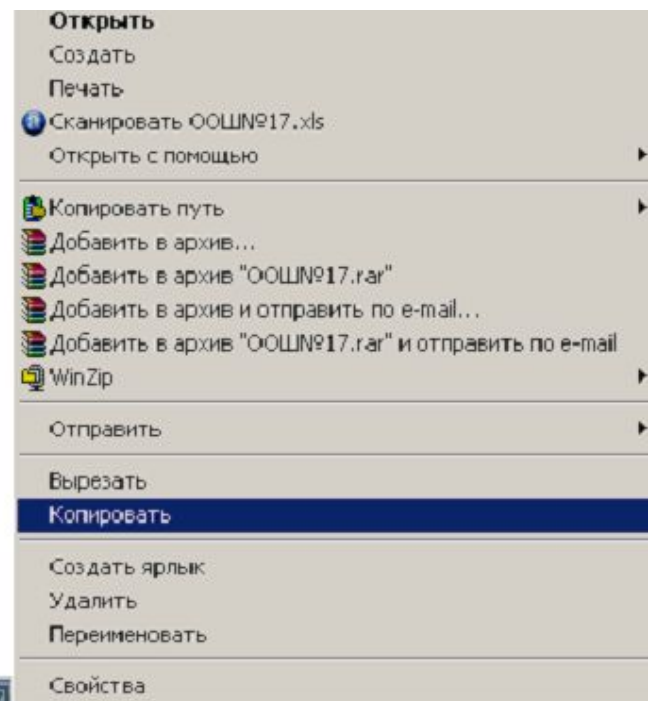 Открыть
Создать
Печать
Сканировать ООШ№17.xls
Открыть с помощью
Копировать путь
Добавить в архив...
Добавить в архив "ООШ№17.rar"
Добавить в архив и отправить по e-mail...
Добавить в архив "ООШ№17.rar" и отправить по e-mail
WinZip
Отправить
Вырезать
Копировать
Создать ярлык
Удалить
Переименовать
Свойства